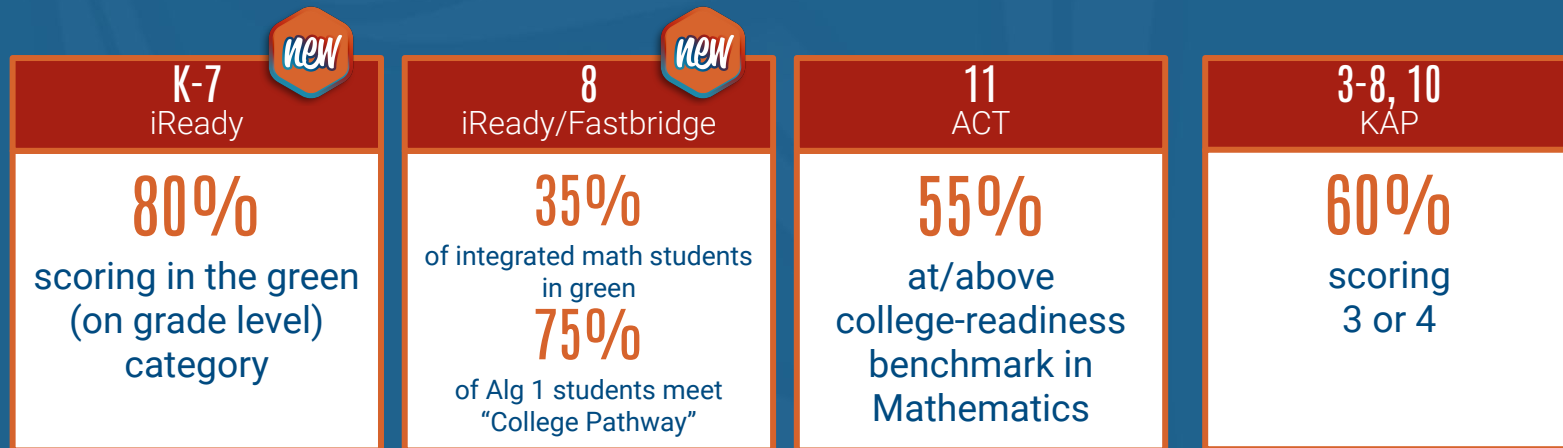 new
K-7
iReady
80%
scoring in the green
(on grade level)
category
new
8
iReady/Fastbridge
35%
of integrated math students
in green
75%
of Alg 1 students meet
“College Pathway”
11
ACT
55%
at/above
college-readiness
benchmark in
Mathematics
3-8, 10
KAP
60%
scoring
3 or 4